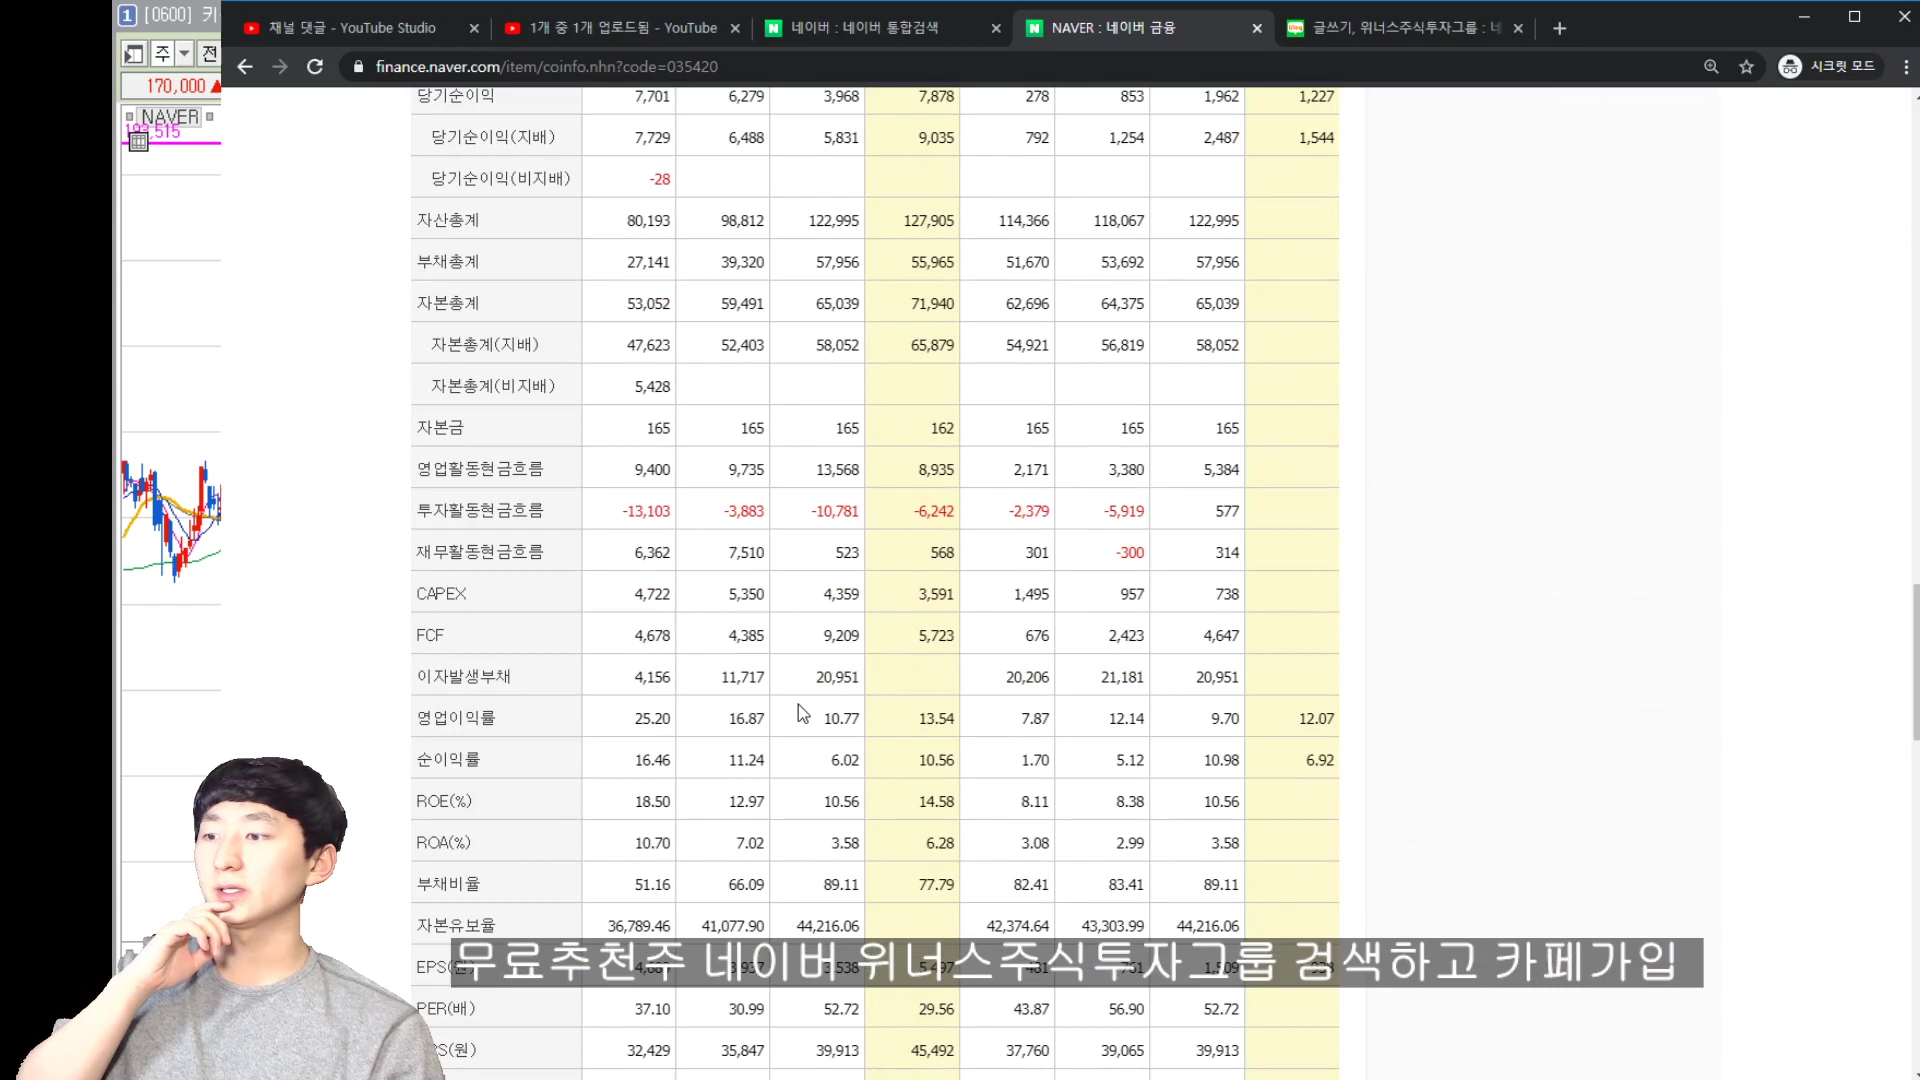 1 [0600] 키
채널 댓글 - YouTube Studio
1개 중 1개 업로드됨 - YouTube
네이버 : 네이버 통합검색
NAVER : 네이버 금융
글쓰기, 위너스주식투자그룹 : 네
주 전
finance.naver.com/item/coinfo.nhn?code=035420
시크릿 모드
170,000 ▲
NAVER
193,515
당기순이익 7,701 6,279 3,968 7,878 278 853 1,962 1,227
당기순이익(지배) 7,729 6,488 5,831 9,035 792 1,254 2,487 1,544
당기순이익(비지배) -28
자산총계 80,193 98,812 122,995 127,905 114,366 118,067 122,995
부채총계 27,141 39,320 57,956 55,965 51,670 53,692 57,956
자본총계 53,052 59,491 65,039 71,940 62,696 64,375 65,039
자본총계(지배) 47,623 52,403 58,052 65,879 54,921 56,819 58,052
자본총계(비지배) 5,428
자본금 165 165 165 162 165 165 165
영업활동현금흐름 9,400 9,735 13,568 8,935 2,171 3,380 5,384
투자활동현금흐름 -13,103 -3,883 -10,781 -6,242 -2,379 -5,919 577
재무활동현금흐름 6,362 7,510 523 568 301 -300 314
CAPEX 4,722 5,350 4,359 3,591 1,495 957 738
FCF 4,678 4,385 9,209 5,723 676 2,423 4,647
이자발생부채 4,156 11,717 20,951 20,206 21,181 20,951
영업이익률 25.20 16.87 10.77 13.54 7.87 12.14 9.70 12.07
순이익률 16.46 11.24 6.02 10.56 1.70 5.12 10.98 6.92
ROE(%) 18.50 12.97 10.56 14.58 8.11 8.38 10.56
ROA(%) 10.70 7.02 3.58 6.28 3.08 2.99 3.58
부채비율 51.16 66.09 89.11 77.79 82.41 83.41 89.11
자본유보율 36,789.46 41,077.90 44,216.06 42,374.64 43,303.99 44,216.06
무료추천주 네이버 위너스주식투자그룹 검색하고 카페가입
PER(배) 37.10 30.99 52.72 29.56 43.87 56.90 52.72
PS(원) 32,429 35,847 39,913 45,492 37,760 39,065 39,913